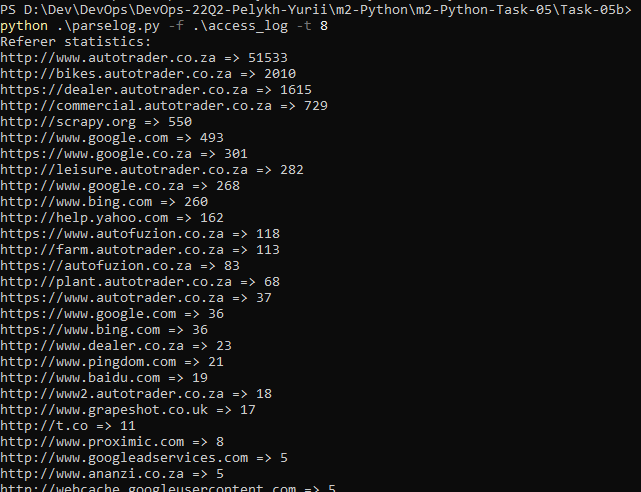 PS D:\Dev\DevOps\DevOps-22Q2-Pelykh-Yurii\m2-Python\m2-Python-Task-05\Task-05b>
python .\parselog.py -f .\access_log -t 8
Referer statistics:
http://www.autotrader.co.za => 51533
http://bikes.autotrader.co.za => 2010
https://dealer.autotrader.co.za => 1615
http://commercial.autotrader.co.za => 729
http://scrapy.org => 550
http://www.google.com => 493
https://www.google.co.za => 301
http://leisure.autotrader.co.za => 282
http://www.google.co.za => 268
http://www.bing.com => 260
http://help.yahoo.com => 162
https://www.autofuzion.co.za => 118
http://farm.autotrader.co.za => 113
https://autofuzion.co.za => 83
http://plant.autotrader.co.za => 68
https://www.autotrader.co.za => 37
https://www.google.com => 36
https://www.bing.com => 36
http://www.dealer.co.za => 23
http://www.pingdom.com => 21
http://www.baidu.com => 19
http://www2.autotrader.co.za => 18
http://www.grapeshot.co.uk => 17
http://t.co => 11
http://www.proximic.com => 8
http://www.googleadservices.com => 5
http://www.ananzi.co.za => 5
http://webcache.googleusercontent.com => 5